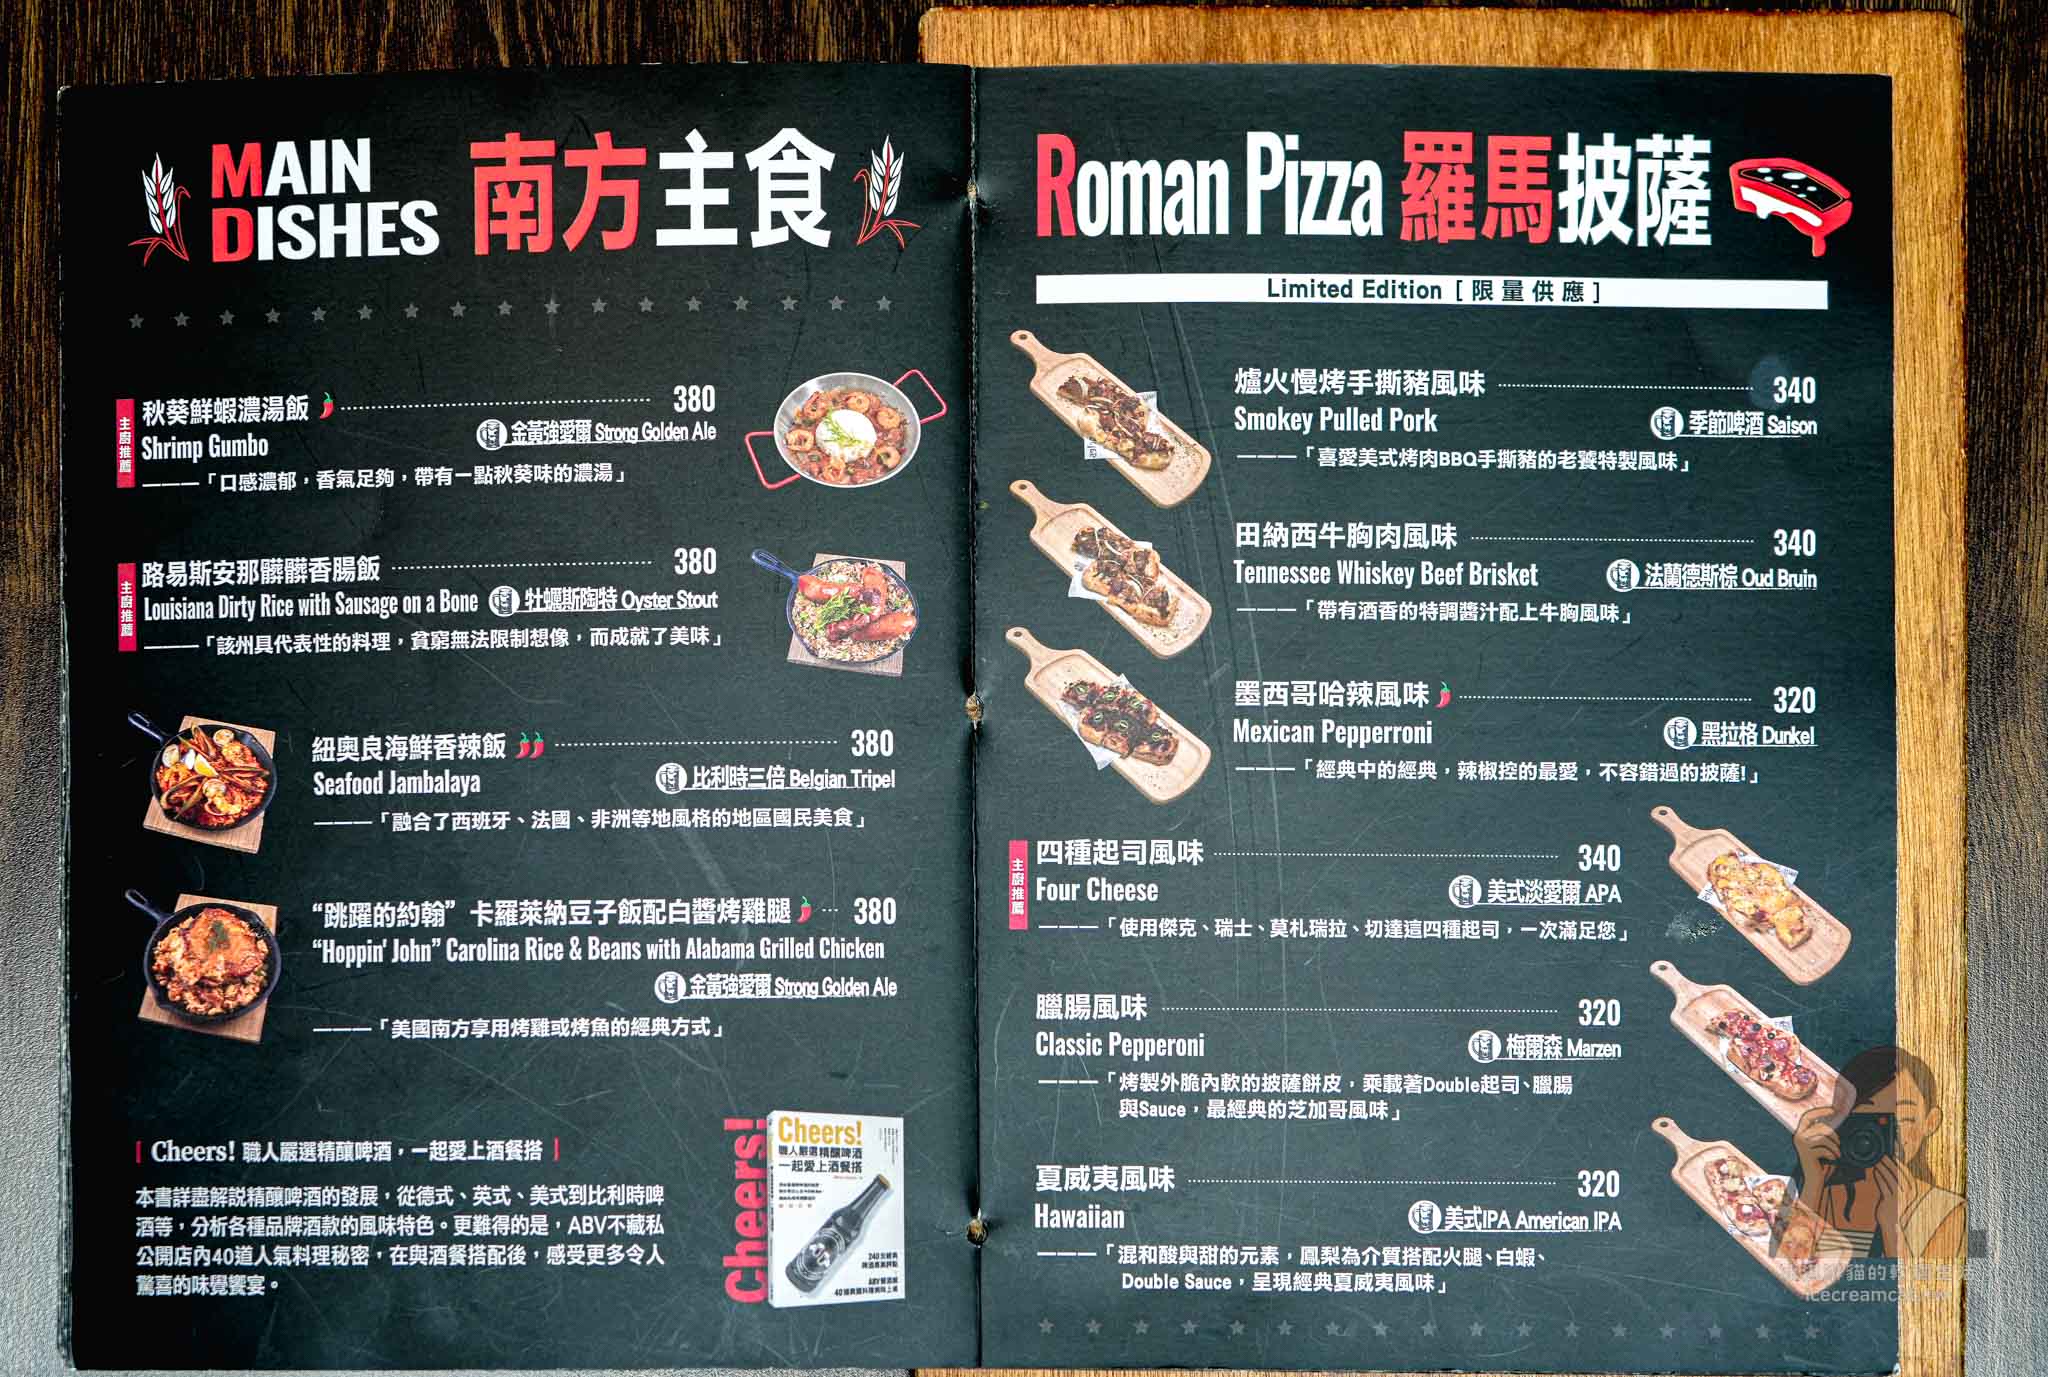 MAIN
DISHES
南方主食
主廚推薦
秋葵鮮蝦濃湯飯 380
Shrimp Gumbo
金黃強愛爾 Strong Golden Ale
———「口感濃郁，香氣足夠，帶有一點秋葵味的濃湯」
主廚推薦
路易斯安那髒髒香腸飯 380
Louisiana Dirty Rice with Sausage on a Bone
牡蠣斯陶特 Oyster Stout
———「該州具代表性的料理，貧窮無法限制想像，而成就了美味」
紐奧良海鮮香辣飯 380
Seafood Jambalaya
比利時三倍 Belgian Tripel
———「融合了西班牙、法國、非洲等地風格的地區國民美食」
“跳躍的約翰”卡羅萊納豆子飯配白醬烤雞腿 380
“Hoppin' John” Carolina Rice & Beans with Alabama Grilled Chicken
金黃強愛爾 Strong Golden Ale
———「美國南方享用烤雞或烤魚的經典方式」
Cheers! 職人嚴選精釀啤酒，一起愛上酒餐搭
本書詳盡解說精釀啤酒的發展，從德式、英式、美式到比利時啤
酒等，分析各種品牌酒款的風味特色。更難得的是，ABV不藏私
公開店內40道人氣料理秘密，在與酒餐搭配後，感受更多令人
驚喜的味覺饗宴。
Cheers!
Cheers!
職人嚴選精釀啤酒
一起愛上酒餐搭
Roman Pizza 羅馬披薩
Limited Edition [限量供應]
爐火慢烤手撕豬風味 340
Smokey Pulled Pork
季節啤酒 Saison
———「喜愛美式烤肉BBQ手撕豬的老饕特製風味」
田納西牛胸肉風味 340
Tennessee Whiskey Beef Brisket
法蘭德斯棕 Oud Bruin
———「帶有酒香的特調醬汁配上牛胸風味」
墨西哥哈辣風味 320
Mexican Pepperroni
黑拉格 Dunkel
———「經典中的經典，辣椒控的最愛，不容錯過的披薩!」
主廚推薦
四種起司風味 340
Four Cheese
美式淡愛爾 APA
———「使用傑克、瑞士、莫札瑞拉、切達這四種起司，一次滿足您」
臘腸風味 320
Classic Pepperoni
梅爾森 Marzen
———「烤製外脆內軟的披薩餅皮，乘載著Double起司、臘腸
與Sauce，最經典的芝加哥風味」
夏威夷風味 320
Hawaiian
美式IPA American IPA
———「混和酸與甜的元素，鳳梨為介質搭配火腿、白蝦、
Double Sauce，呈現經典夏威夷風味」